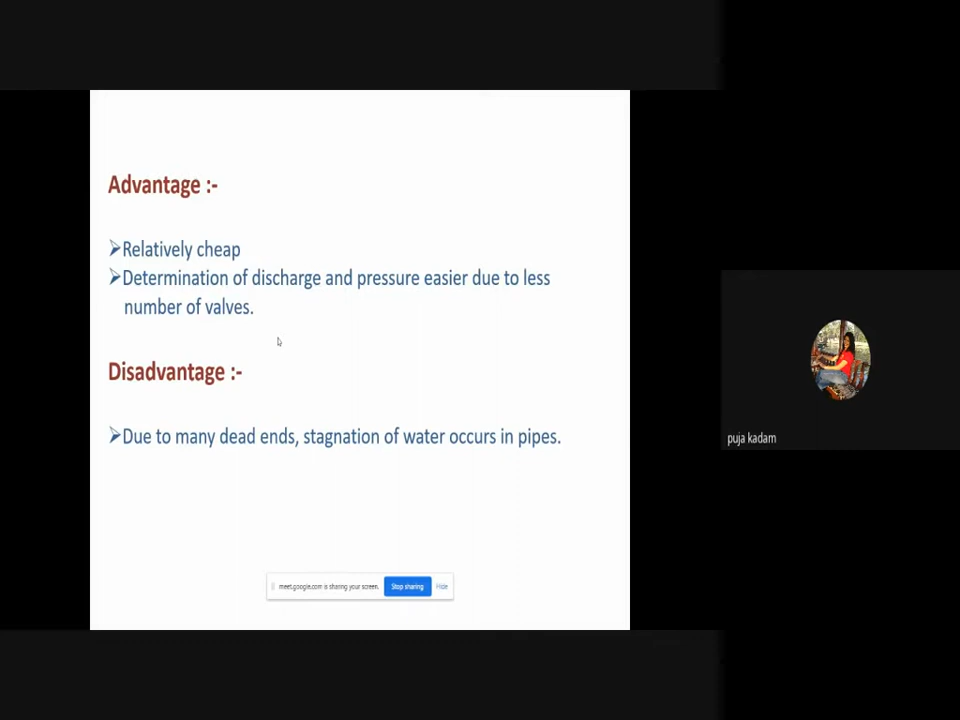 Advantage :-
➢Relatively cheap
➢Determination of discharge and pressure easier due to less
number of valves.
Disadvantage :-
➢Due to many dead ends, stagnation of water occurs in pipes.
puja kadam
meet.google.com is sharing your screen. Stop sharing Hide